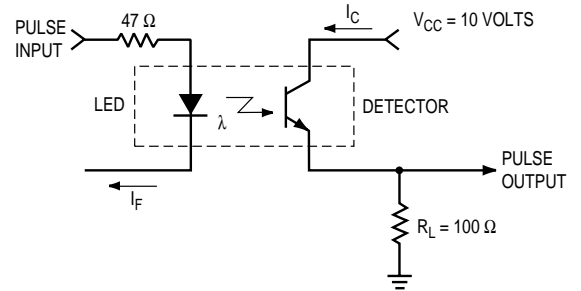 PULSE
INPUT
47 Ω
I_C
V_CC = 10 VOLTS
LED
λ
DETECTOR
I_F
PULSE
OUTPUT
R_L = 100 Ω